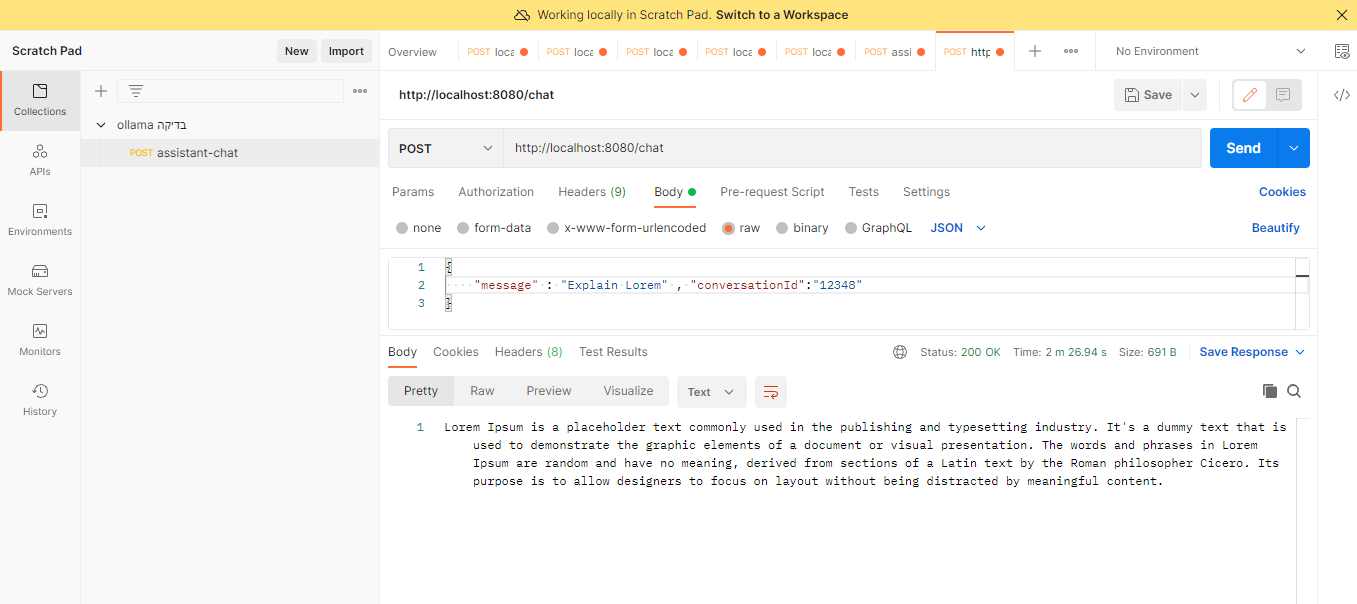 Working locally in Scratch Pad. Switch to a Workspace
Scratch Pad
New
Import
Overview
POST loca
POST loca
POST loca
POST loca
POST loca
POST assi
POST http
No Environment
Collections
APIs
Environments
Mock Servers
Monitors
History
ollama בדיקה
POST assistant-chat
http://localhost:8080/chat
Save
POST
http://localhost:8080/chat
Send
Params Authorization Headers (9) Body Pre-request Script Tests Settings Cookies
none form-data x-www-form-urlencoded raw binary GraphQL JSON Beautify
1 {
2 "message" : "Explain Lorem" , "conversationId":"12348"
3 }
Body Cookies Headers (8) Test Results Status: 200 OK Time: 2 m 26.94 s Size: 691 B Save Response
Pretty Raw Preview Visualize Text
1 Lorem Ipsum is a placeholder text commonly used in the publishing and typesetting industry. It's a dummy text that is
used to demonstrate the graphic elements of a document or visual presentation. The words and phrases in Lorem
Ipsum are random and have no meaning, derived from sections of a Latin text by the Roman philosopher Cicero. Its
purpose is to allow designers to focus on layout without being distracted by meaningful content.